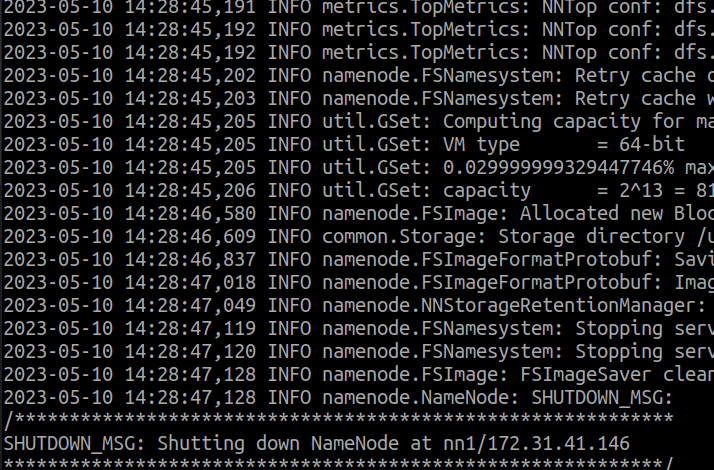 2023-05-10 14:28:45,191 INFO metrics.TopMetrics: NNTop conf: dfs.
2023-05-10 14:28:45,192 INFO metrics.TopMetrics: NNTop conf: dfs.
2023-05-10 14:28:45,192 INFO metrics.TopMetrics: NNTop conf: dfs.
2023-05-10 14:28:45,202 INFO namenode.FSNamesystem: Retry cache
2023-05-10 14:28:45,203 INFO namenode.FSNamesystem: Retry cache
2023-05-10 14:28:45,205 INFO util.GSet: Computing capacity for
2023-05-10 14:28:45,205 INFO util.GSet: VM type       = 64-bit
2023-05-10 14:28:45,205 INFO util.GSet: 0.029999999329447746% max
2023-05-10 14:28:45,206 INFO util.GSet: capacity      = 2^13 = 81
2023-05-10 14:28:46,580 INFO namenode.FSImage: Allocated new Bloc
2023-05-10 14:28:46,609 INFO common.Storage: Storage directory /u
2023-05-10 14:28:46,837 INFO namenode.FSImageFormatProtobuf: Savi
2023-05-10 14:28:47,018 INFO namenode.FSImageFormatProtobuf: Imag
2023-05-10 14:28:47,049 INFO namenode.NNStorageRetentionManager:
2023-05-10 14:28:47,119 INFO namenode.FSNamesystem: Stopping serv
2023-05-10 14:28:47,120 INFO namenode.FSNamesystem: Stopping serv
2023-05-10 14:28:47,128 INFO namenode.FSImage: FSImageSaver clean
2023-05-10 14:28:47,128 INFO namenode.NameNode: SHUTDOWN_MSG:
/************************************************************
SHUTDOWN_MSG: Shutting down NameNode at nn1/172.31.41.146
************************************************************/